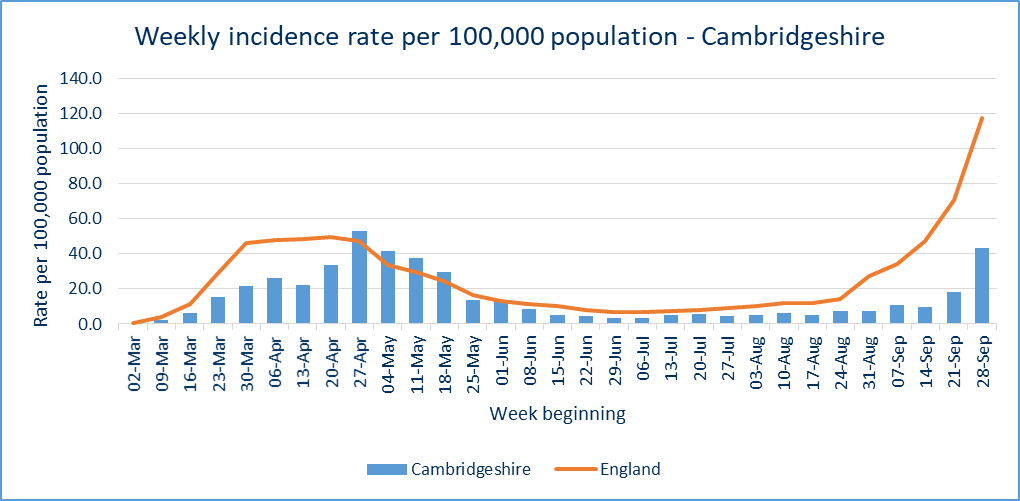 Weekly incidence rate per 100,000 population - Cambridgeshire
140.0
120.0
100.0
80.0
60.0
40.0
20.0
0.0
Rate per 100,000 population
02-Mar
09-Mar
16-Mar
23-Mar
30-Mar
06-Apr
13-Apr
20-Apr
27-Apr
04-May
11-May
18-May
25-May
01-Jun
08-Jun
15-Jun
22-Jun
29-Jun
06-Jul
13-Jul
20-Jul
27-Jul
03-Aug
10-Aug
17-Aug
24-Aug
31-Aug
07-Sep
14-Sep
21-Sep
28-Sep
Week beginning
Cambridgeshire
England